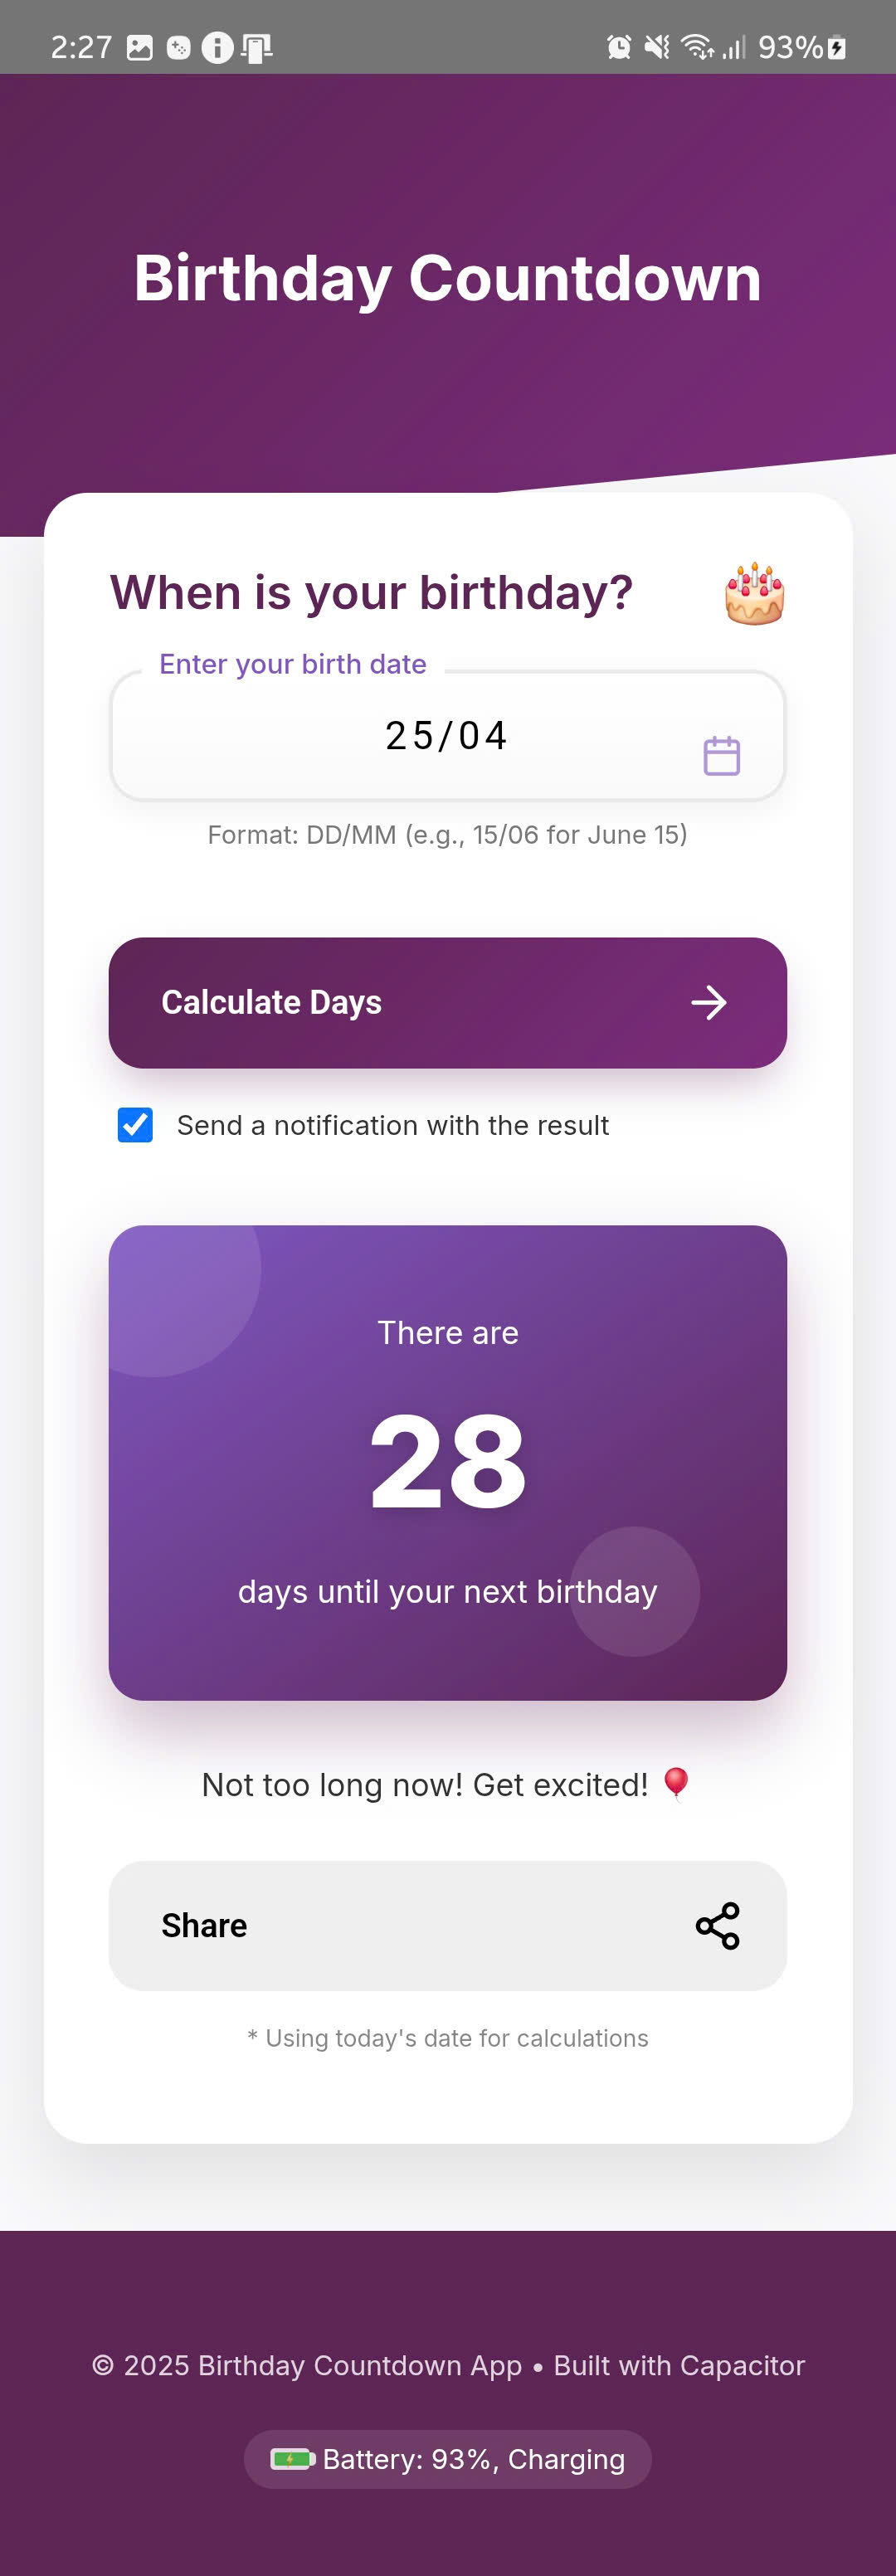 2:27 93%
Birthday Countdown
When is your birthday?
Enter your birth date
25/04
Format: DD/MM (e.g., 15/06 for June 15)
Calculate Days
Send a notification with the result
There are
28
days until your next birthday
Not too long now! Get excited! 🎈
Share
* Using today's date for calculations
© 2025 Birthday Countdown App • Built with Capacitor
Battery: 93%, Charging